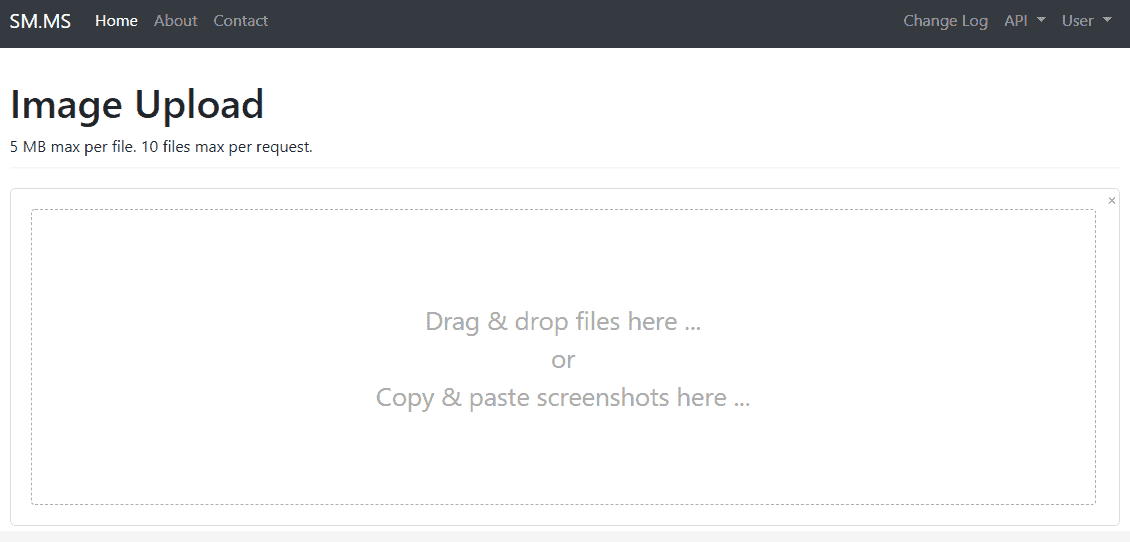 SM.MS Home About Contact Change Log API User
Image Upload
5 MB max per file. 10 files max per request.
×
Drag & drop files here ...
or
Copy & paste screenshots here ...